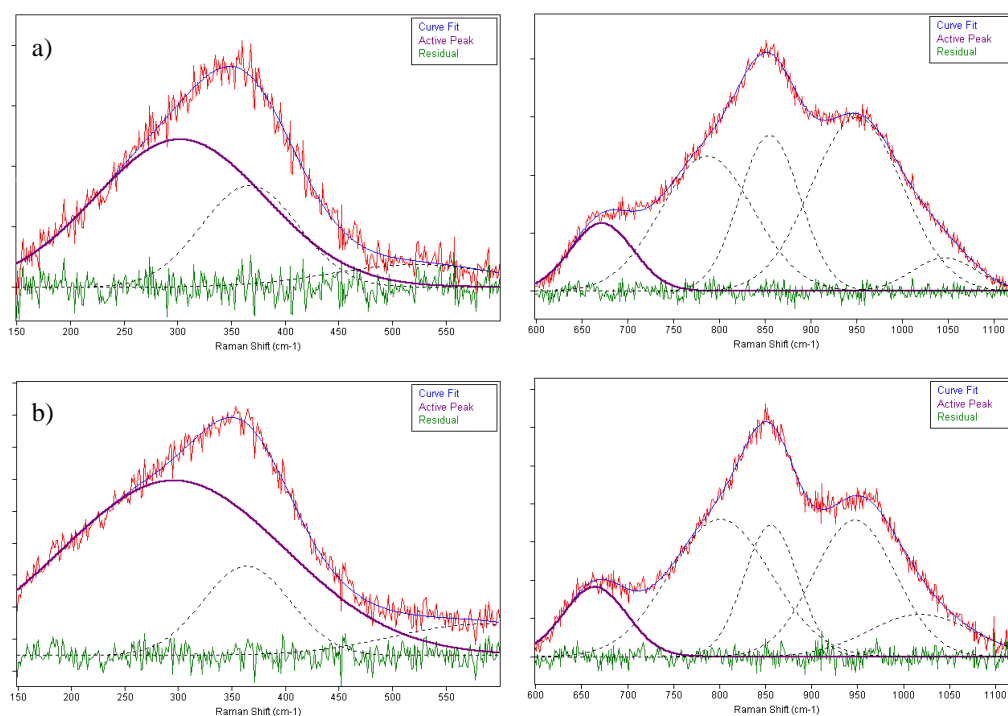 a)
Curve Fit
Active Peak
Residual
150 200 250 300 350 400 450 500 550
Raman Shift (cm-1)
Curve Fit
Active Peak
Residual
600 650 700 750 800 850 900 950 1000 1050 1100
Raman Shift (cm-1)
b)
Curve Fit
Active Peak
Residual
150 200 250 300 350 400 450 500 550
Raman Shift (cm-1)
Curve Fit
Active Peak
Residual
600 650 700 750 800 850 900 950 1000 1050 1100
Raman Shift (cm-1)